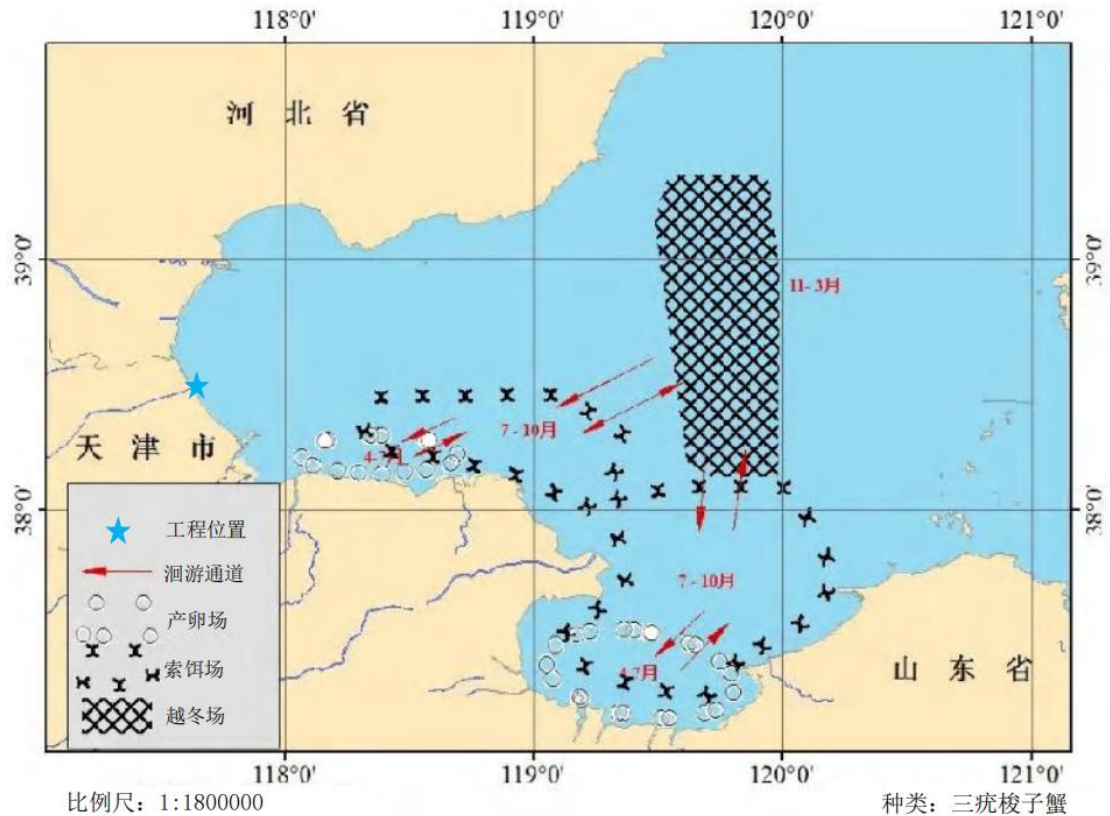 118°0' 119°0' 120°0' 121°0'
河 北 省
39°0' 39°0'
11-3月
7-10月
4-7月
天 津 市
38°0' 38°0'
工程位置
洄游通道
7-10月
产卵场
4-7月
索饵场
山 东 省
越冬场
118°0' 119°0' 120°0' 121°0'
比例尺：1:1800000 种类：三疣梭子蟹